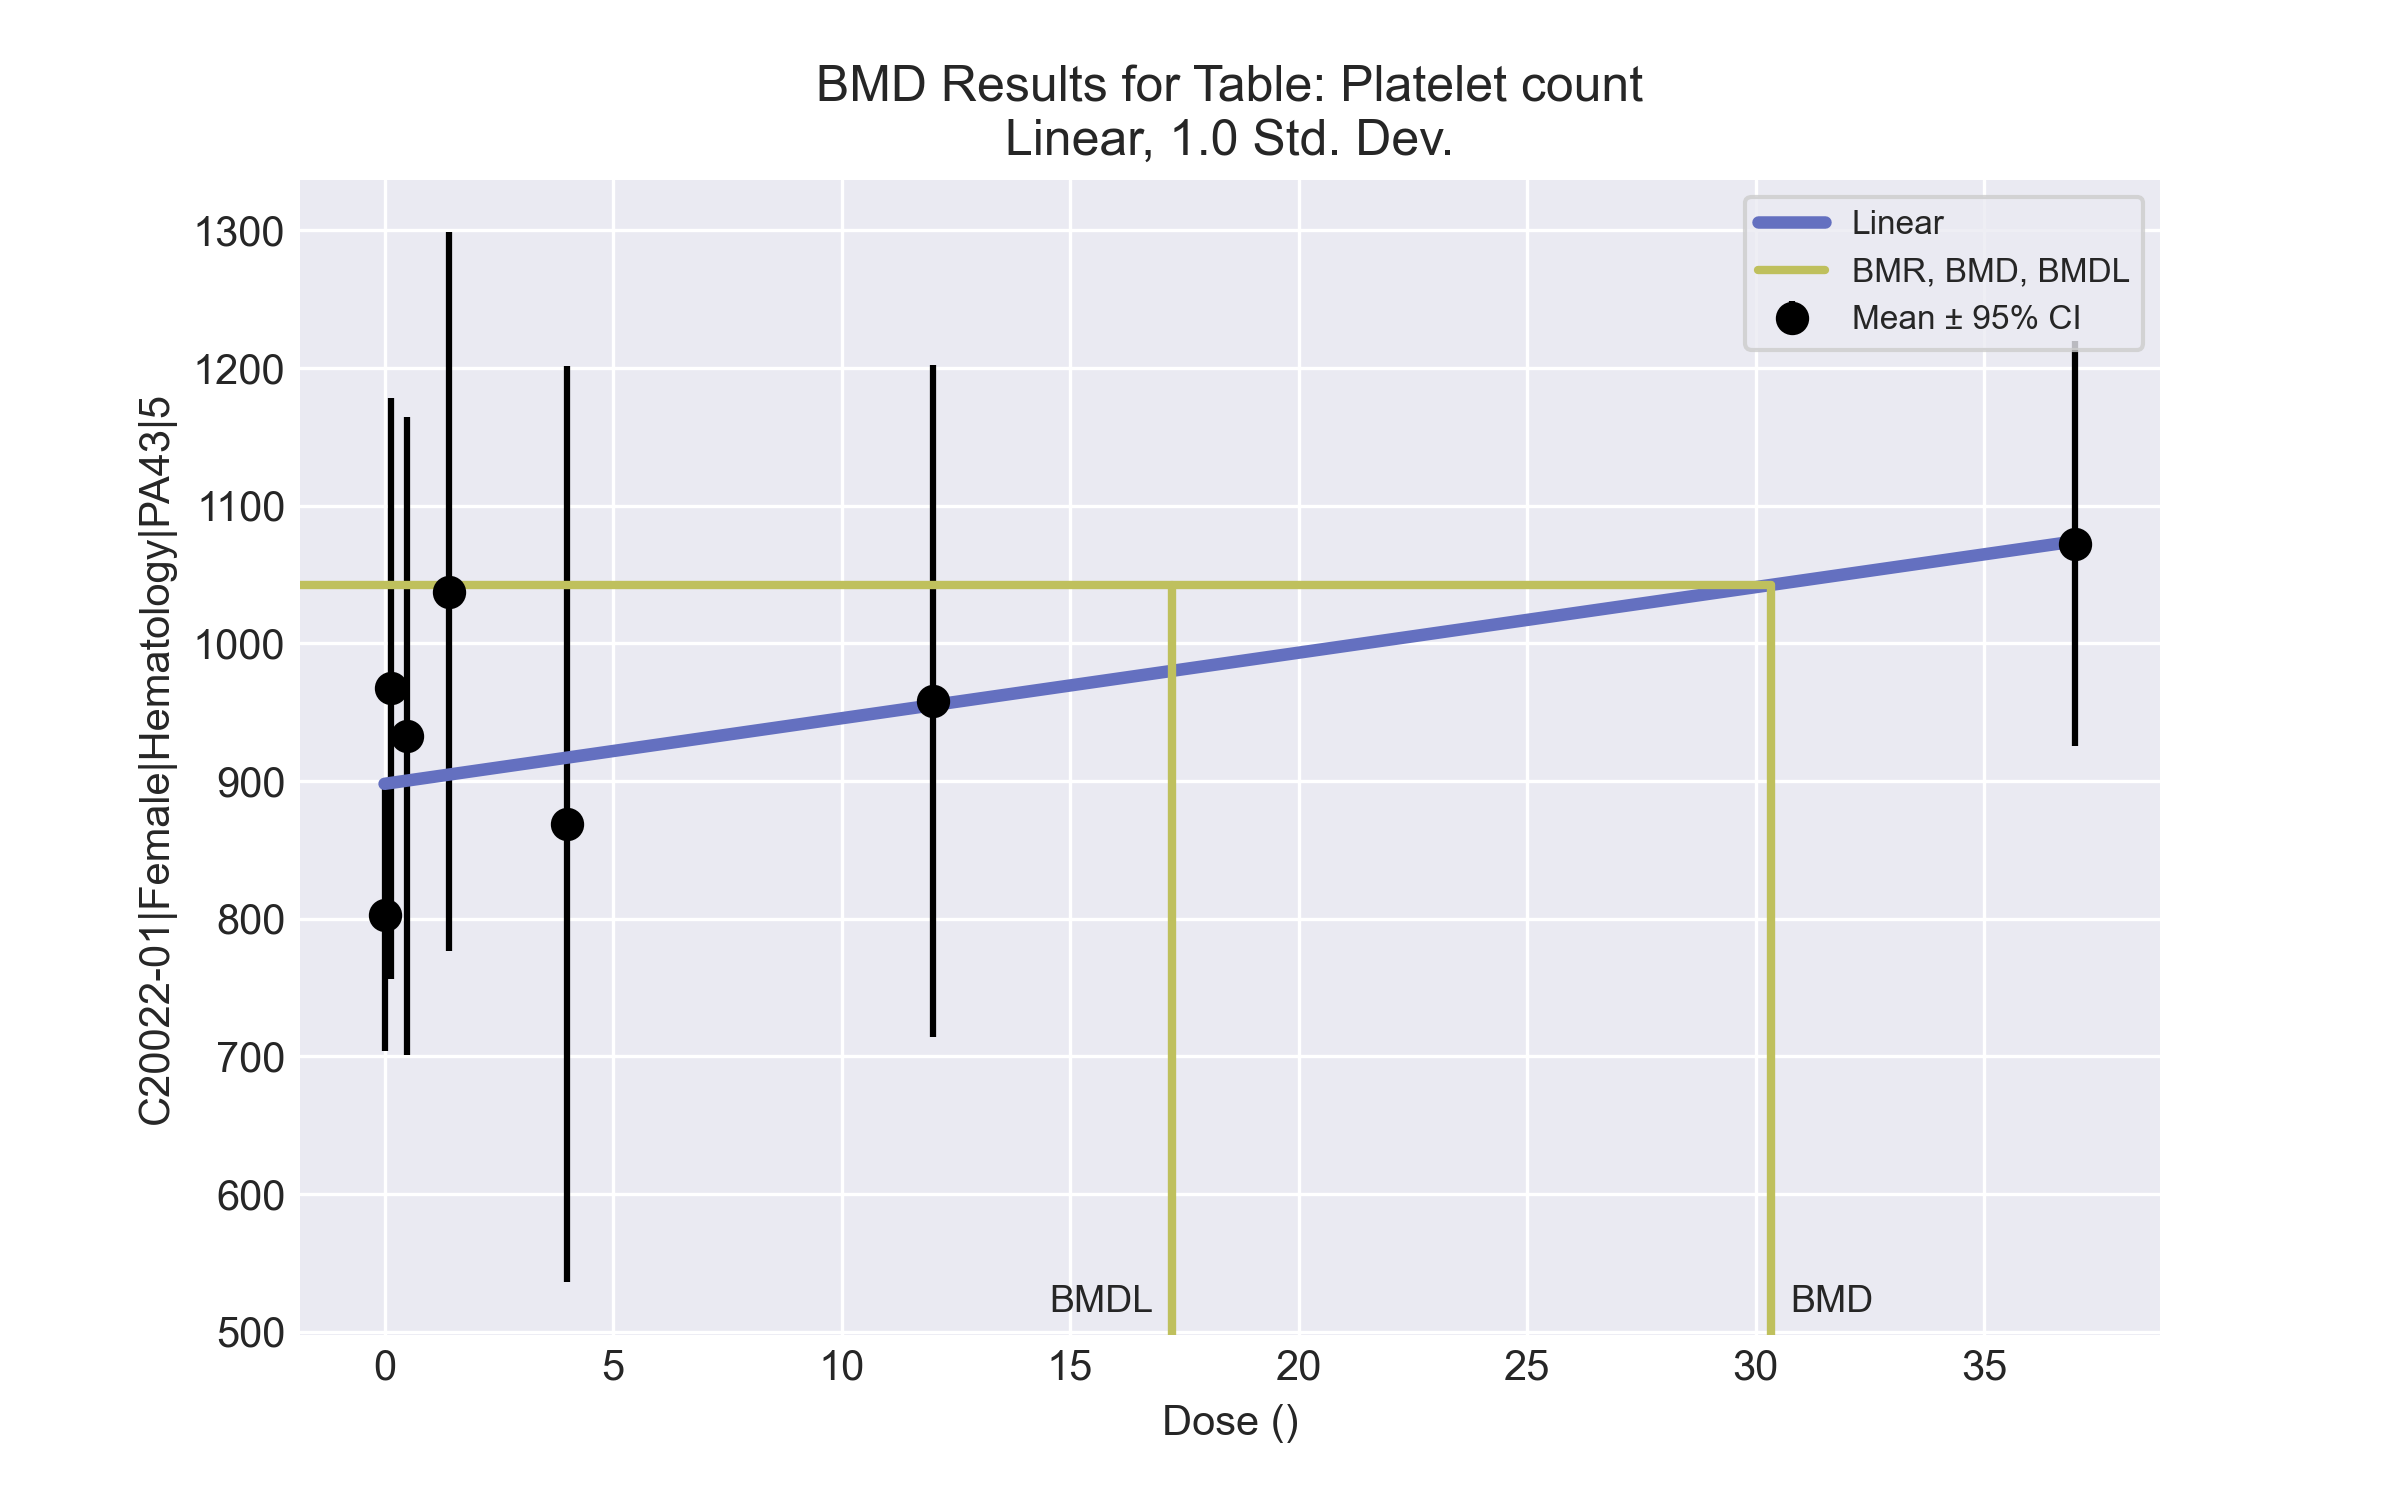 BMD Results for Table: Platelet count
Linear, 1.0 Std. Dev.
Linear
BMR, BMD, BMDL
Mean ± 95% CI
C20022-01|Female|Hematology|PA43|5
1300
1200
1100
1000
900
800
700
600
500
BMDL
BMD
0 5 10 15 20 25 30 35
Dose ()